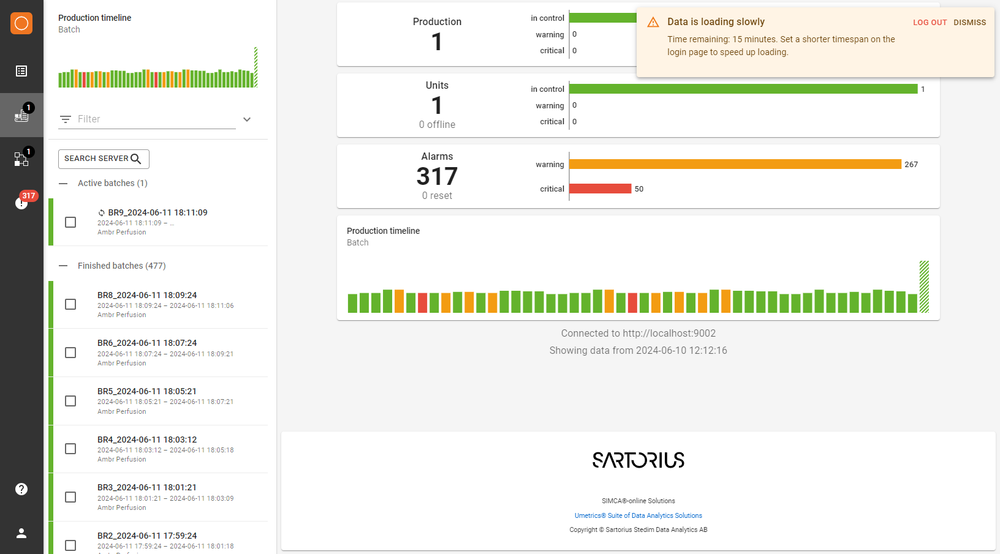 1
1
317
Production timeline
Batch
Filter
SEARCH SERVER
Active batches (1)
BR9_2024-06-11 18:11:09
2024-06-11 18:11:09 – ...
Ambr Perfusion
Finished batches (477)
BR8_2024-06-11 18:09:24
2024-06-11 18:09:24 – 2024-06-11 18:11:06
Ambr Perfusion
BR6_2024-06-11 18:07:24
2024-06-11 18:07:24 – 2024-06-11 18:09:21
Ambr Perfusion
BR5_2024-06-11 18:05:21
2024-06-11 18:05:21 – 2024-06-11 18:07:21
Ambr Perfusion
BR4_2024-06-11 18:03:12
2024-06-11 18:03:12 – 2024-06-11 18:05:18
Ambr Perfusion
BR3_2024-06-11 18:01:21
2024-06-11 18:01:21 – 2024-06-11 18:03:09
Ambr Perfusion
BR2_2024-06-11 17:59:24
2024-06-11 17:59:24 – 2024-06-11 18:01:18
Production
1
in control
warning 0
critical 0
Data is loading slowly
LOG OUT DISMISS
Time remaining: 15 minutes. Set a shorter timespan on the
login page to speed up loading.
Units
1
0 offline
in control 1
warning 0
critical 0
Alarms
317
0 reset
warning 267
critical 50
Production timeline
Batch
Connected to http://localhost:9002
Showing data from 2024-06-10 12:12:16
SARTORIUS
SIMCA®-online Solutions
Umetrics® Suite of Data Analytics Solutions
Copyright © Sartorius Stedim Data Analytics AB